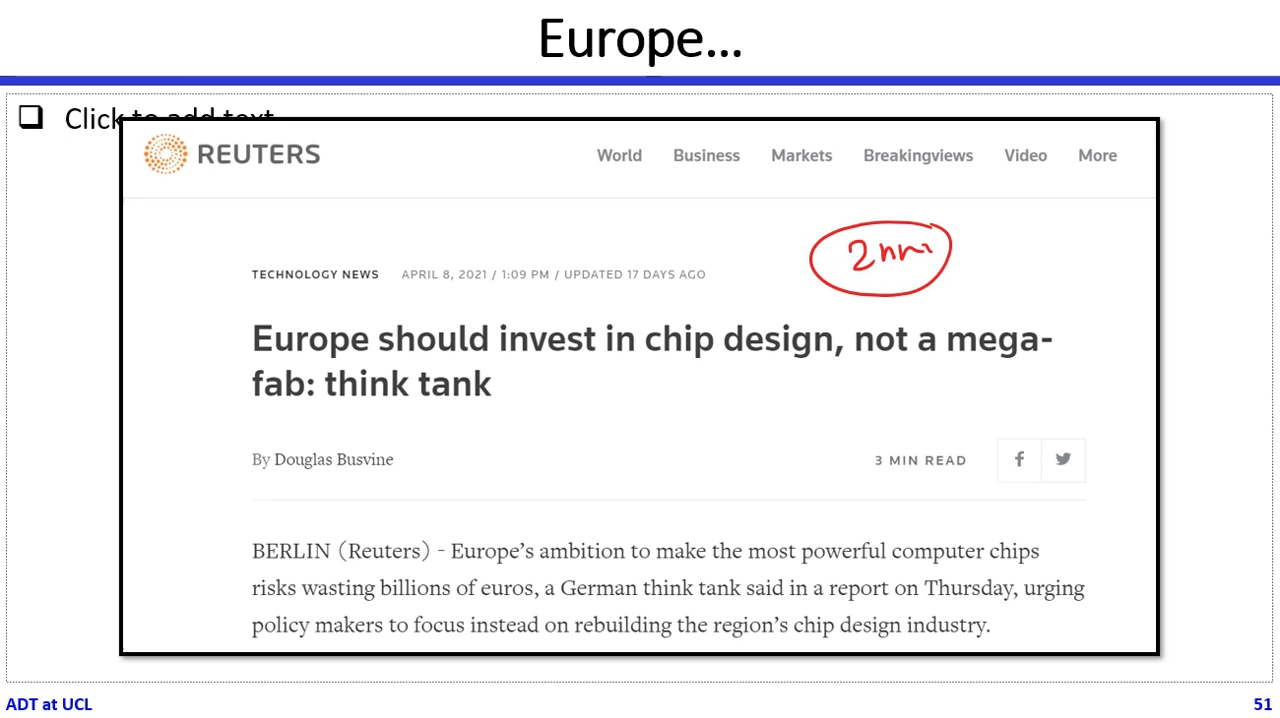 Europe...
Click to add text
REUTERS
World Business Markets Breakingviews Video More
2nm
TECHNOLOGY NEWS APRIL 8, 2021 / 1:09 PM / UPDATED 17 DAYS AGO
Europe should invest in chip design, not a mega-
fab: think tank
By Douglas Busvine
3 MIN READ
BERLIN (Reuters) - Europe’s ambition to make the most powerful computer chips
risks wasting billions of euros, a German think tank said in a report on Thursday, urging
policy makers to focus instead on rebuilding the region’s chip design industry.
ADT at UCL
51